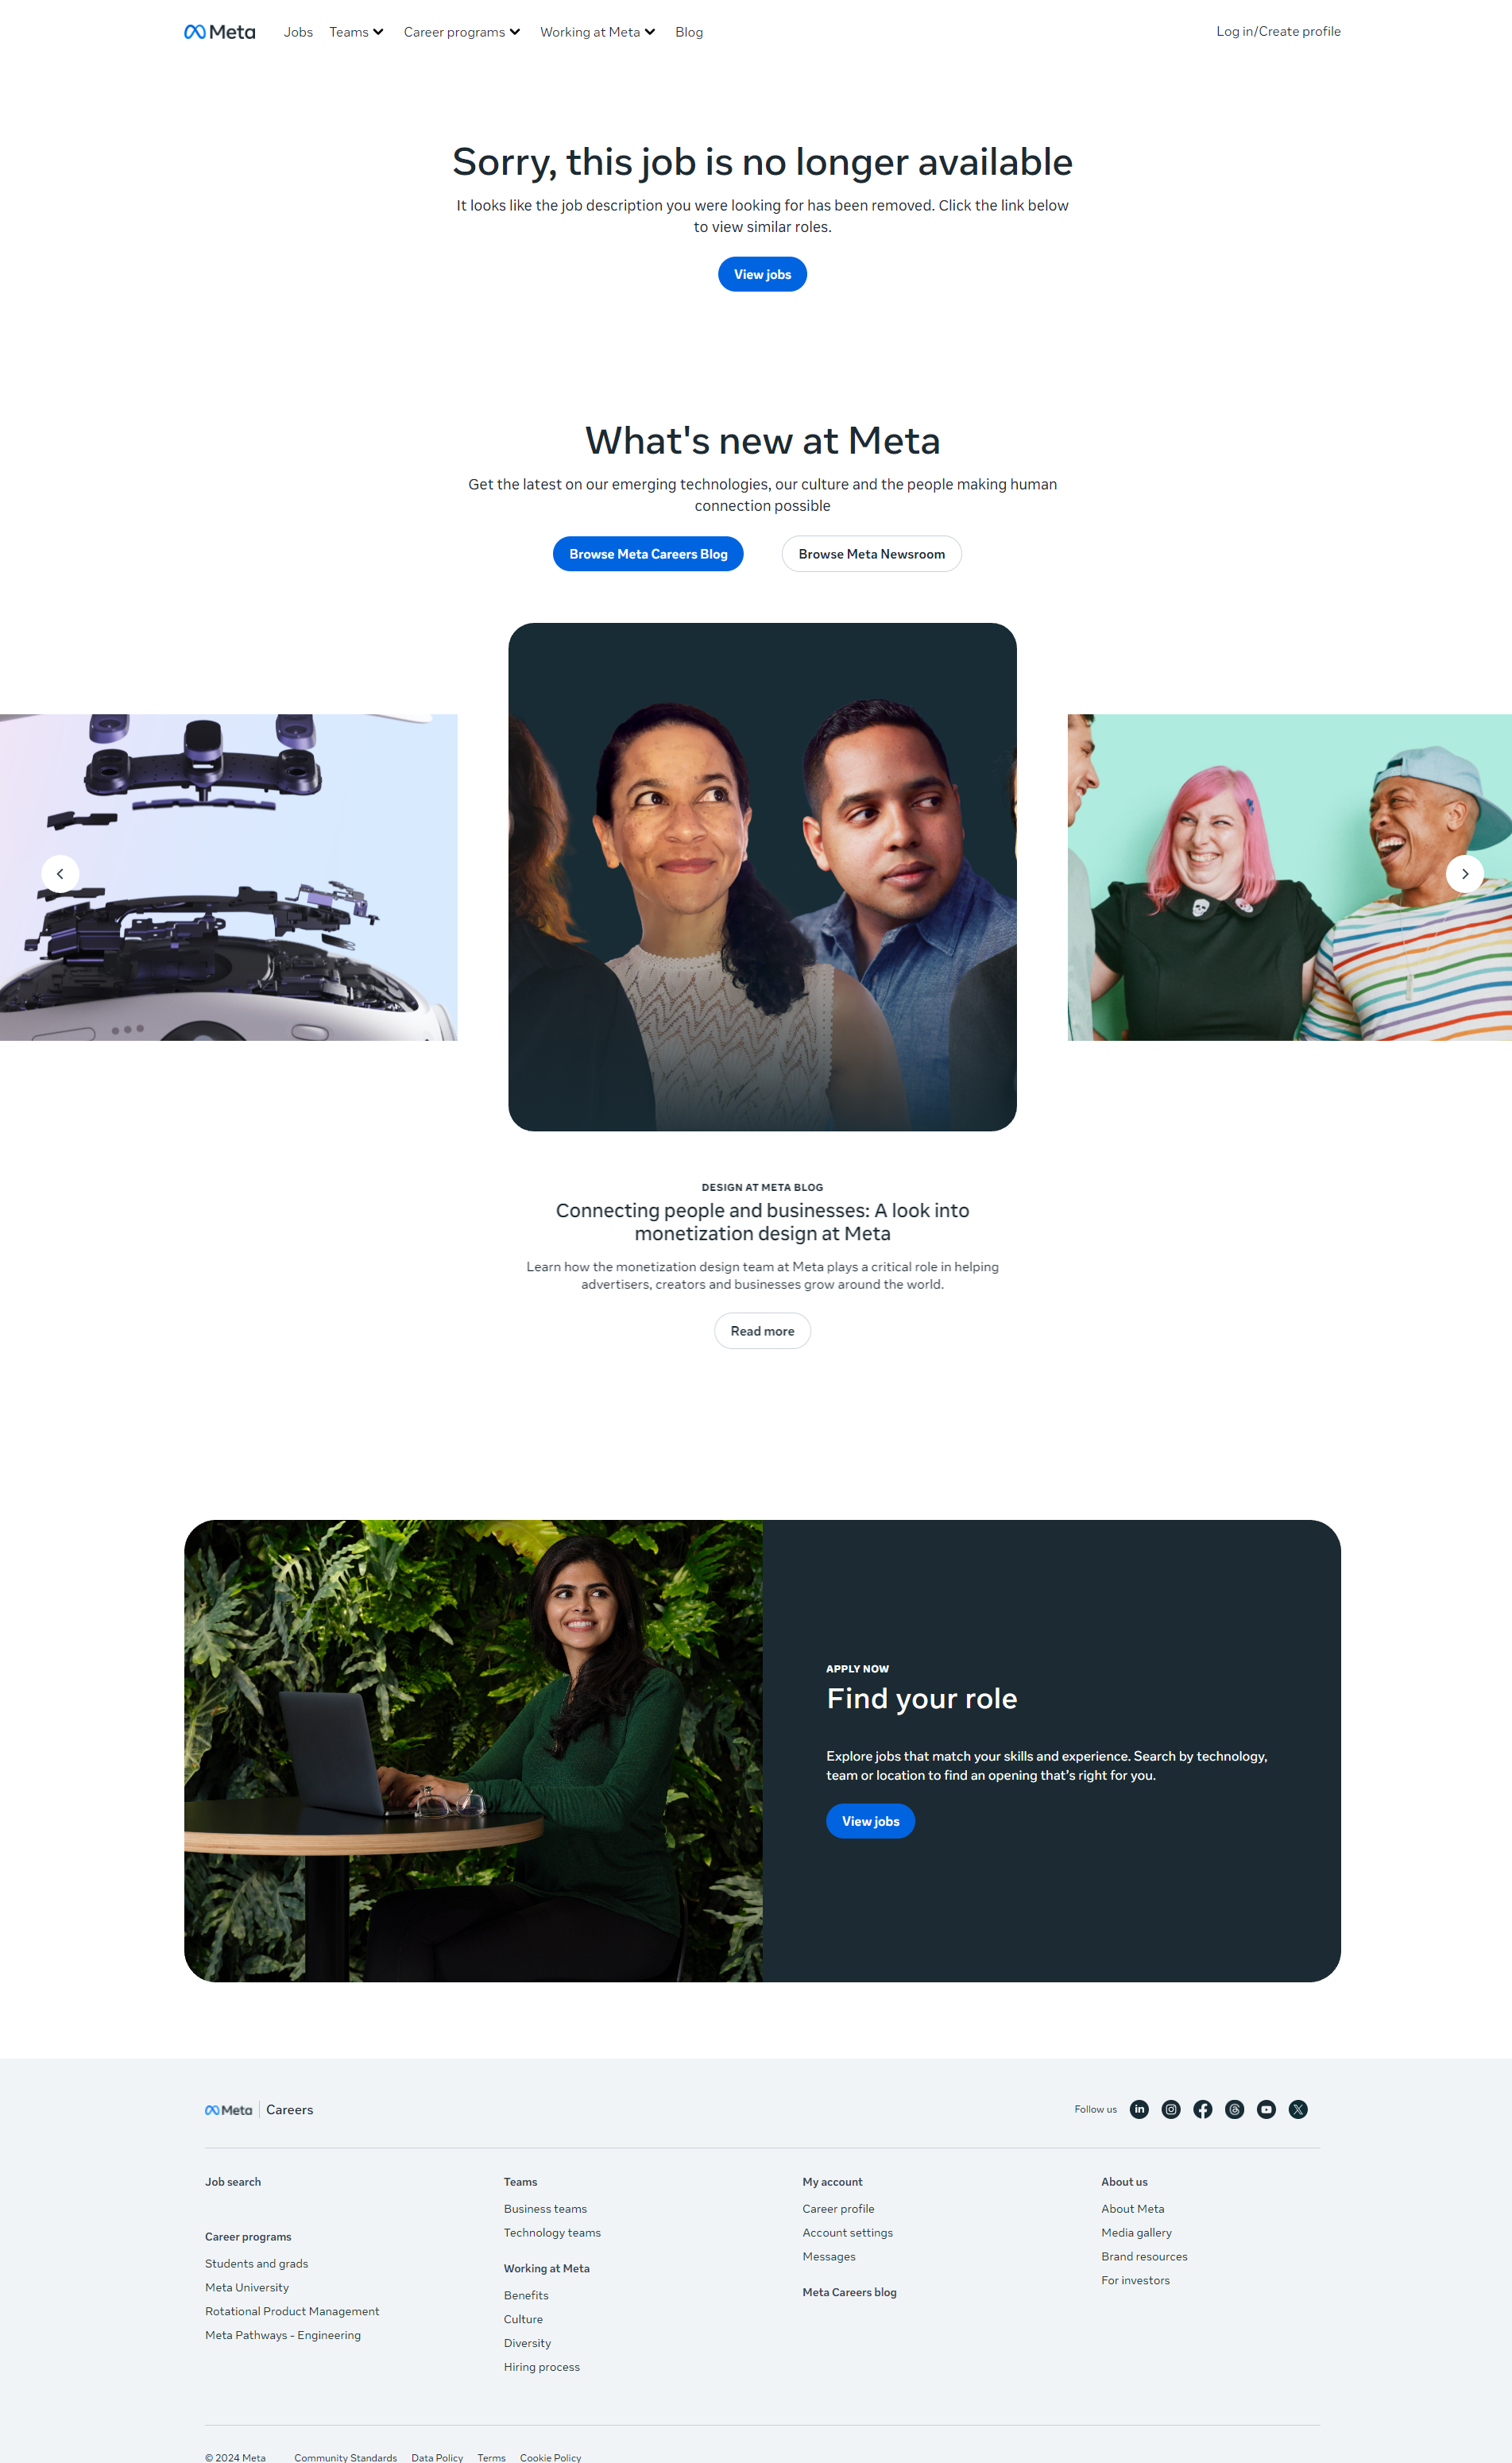 Meta
Jobs
Teams
Career programs
Working at Meta
Blog
Log in/Create profile
Sorry, this job is no longer available
It looks like the job description you were looking for has been removed. Click the link below
to view similar roles.
View jobs
What's new at Meta
Get the latest on our emerging technologies, our culture and the people making human
connection possible
Browse Meta Careers Blog
Browse Meta Newsroom
DESIGN AT META BLOG
Connecting people and businesses: A look into
monetization design at Meta
Learn how the monetization design team at Meta plays a critical role in helping
advertisers, creators and businesses grow around the world.
Read more
APPLY NOW
Find your role
Explore jobs that match your skills and experience. Search by technology,
team or location to find an opening that’s right for you.
View jobs
Meta
Careers
Follow us
Job search
Career programs
Students and grads
Meta University
Rotational Product Management
Meta Pathways - Engineering
Teams
Business teams
Technology teams
Working at Meta
Benefits
Culture
Diversity
Hiring process
My account
Career profile
Account settings
Messages
Meta Careers blog
About us
About Meta
Media gallery
Brand resources
For investors
© 2024 Meta
Community Standards
Data Policy
Terms
Cookie Policy